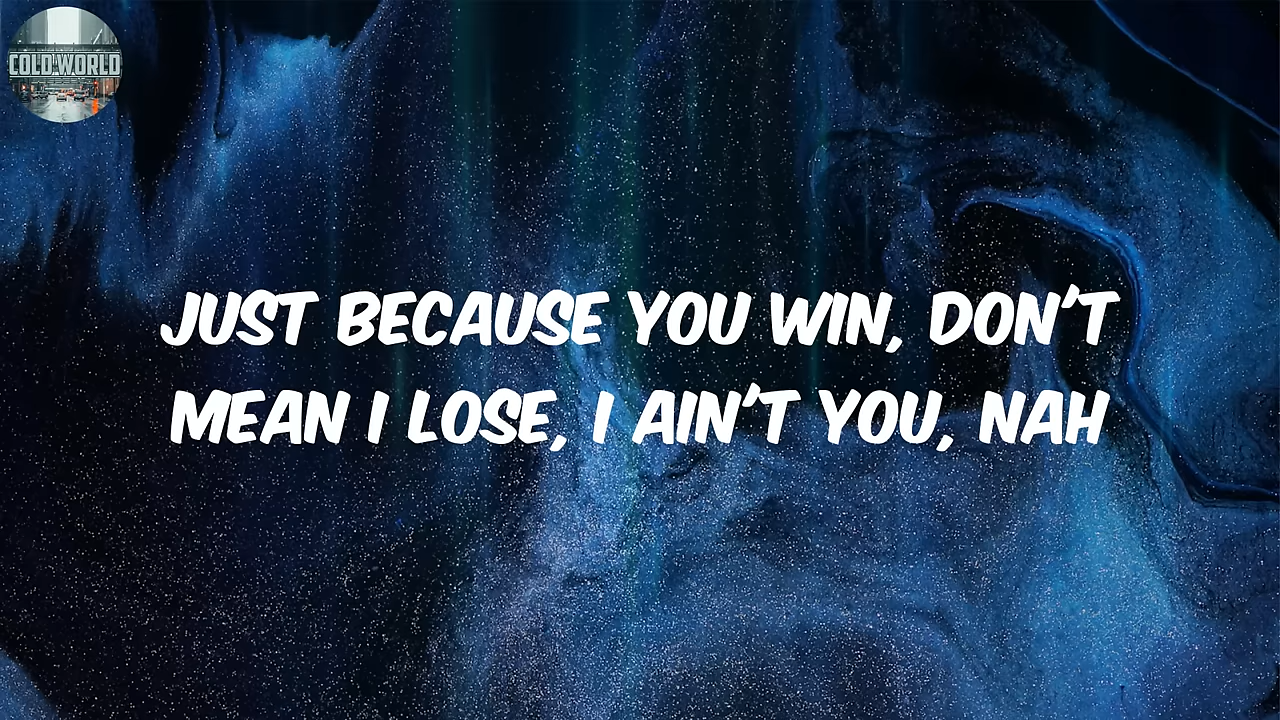 COLD WORLD
JUST BECAUSE YOU WIN, DON'T
MEAN I LOSE, I AIN'T YOU, NAH